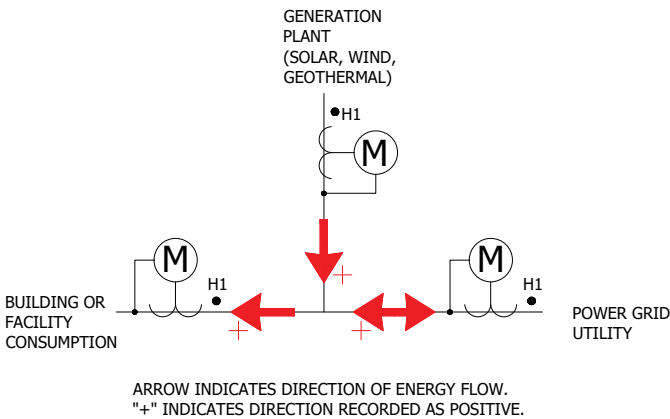 GENERATION
PLANT
(SOLAR, WIND,
GEOTHERMAL)
H1
M
+
M
H1
+
BUILDING OR
FACILITY
CONSUMPTION
M
H1
+
POWER GRID
UTILITY
ARROW INDICATES DIRECTION OF ENERGY FLOW.
"+" INDICATES DIRECTION RECORDED AS POSITIVE.